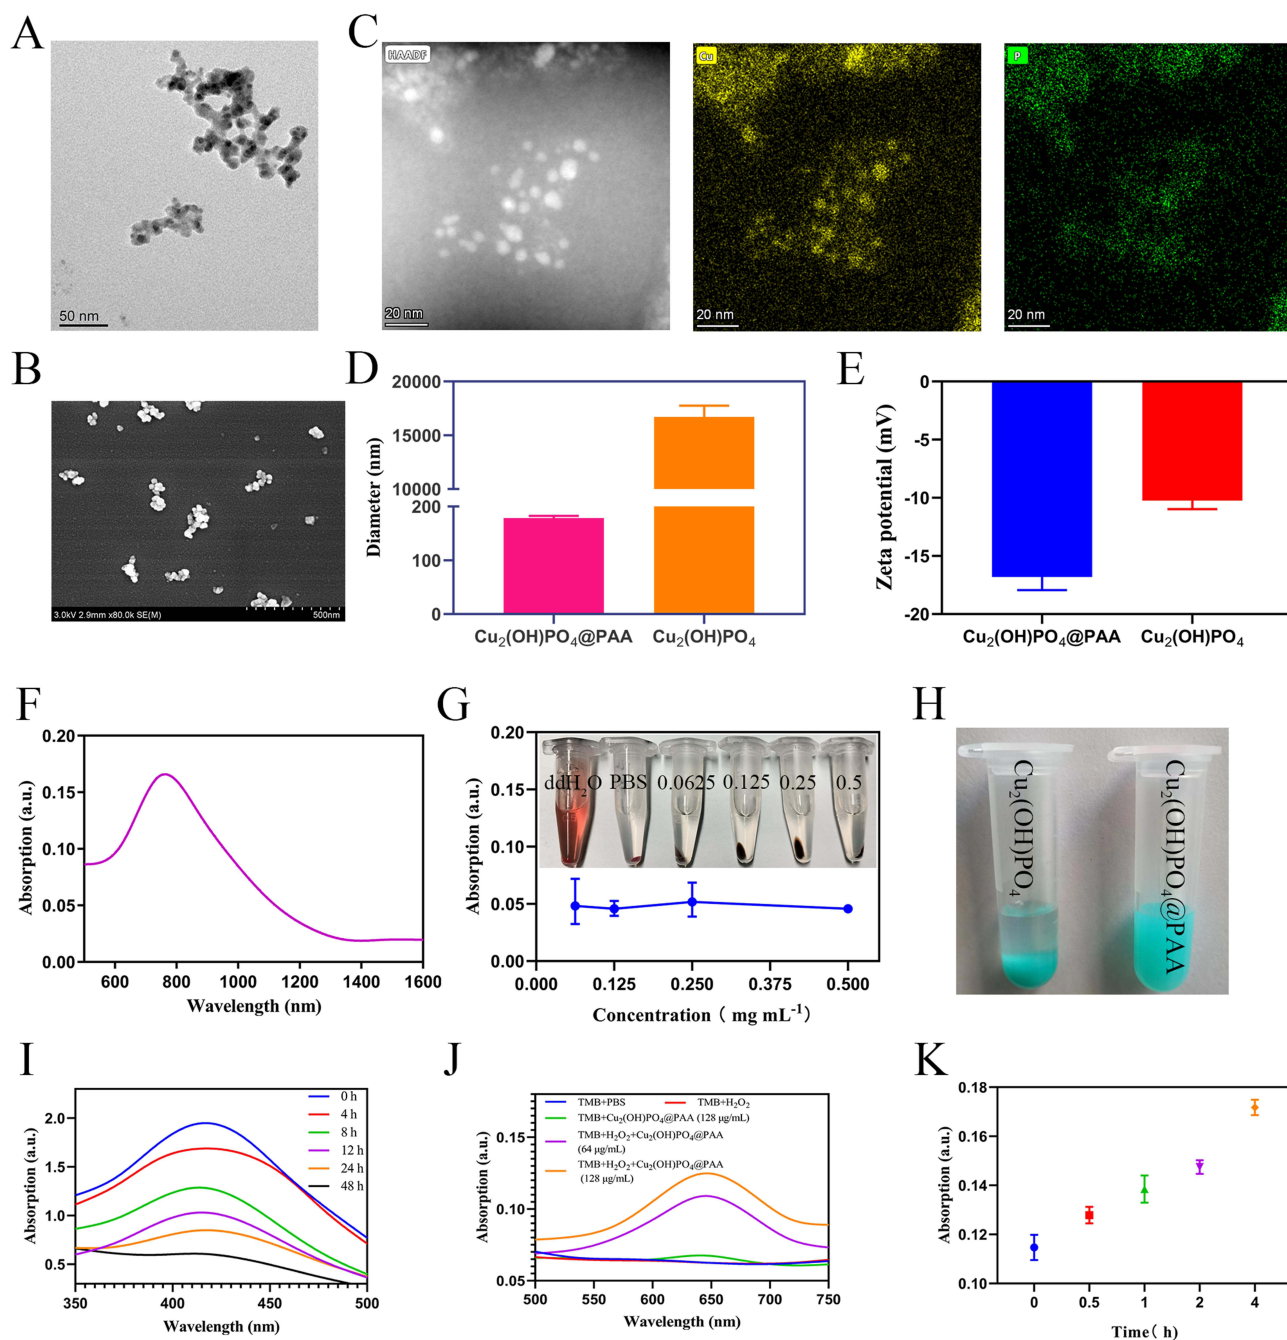 A
50 nm
C
HAADF
20 nm
Cu
20 nm
P
20 nm
B
3.0kV 2.9mm x80.0k SE(M)
500nm
D
Diameter (nm)
20000
15000
10000
200
100
0
Cu₂(OH)PO₄@PAA
Cu₂(OH)PO₄
E
Zeta potential (mV)
0
-5
-10
-15
-20
Cu₂(OH)PO₄@PAA
Cu₂(OH)PO₄
F
Absorption (a.u.)
0.20
0.15
0.10
0.05
0.00
600 800 1000 1200 1400 1600
Wavelength (nm)
G
Absorption (a.u.)
0.20
0.15
0.10
0.05
0.00
ddH₂O PBS 0.0625 0.125 0.25 0.5
0.000 0.125 0.250 0.375 0.500
Concentration ( mg mL⁻¹)
H
Cu₂(OH)PO₄
Cu₂(OH)PO₄@PAA
I
Absorption (a.u.)
2.0
1.5
1.0
0.5
0 h
4 h
8 h
12 h
24 h
48 h
350 400 450 500
Wavelength (nm)
J
Absorption (a.u.)
0.15
0.10
0.05
TMB+PBS TMB+H₂O₂
TMB+Cu₂(OH)PO₄@PAA (128 μg/mL)
TMB+H₂O₂+Cu₂(OH)PO₄@PAA
(64 μg/mL)
TMB+H₂O₂+Cu₂(OH)PO₄@PAA
(128 μg/mL)
500 550 600 650 700 750
Wavelength (nm)
K
Absorption (a.u.)
0.18
0.16
0.14
0.12
0.10
0 0.5 1 2 4
Time( h)